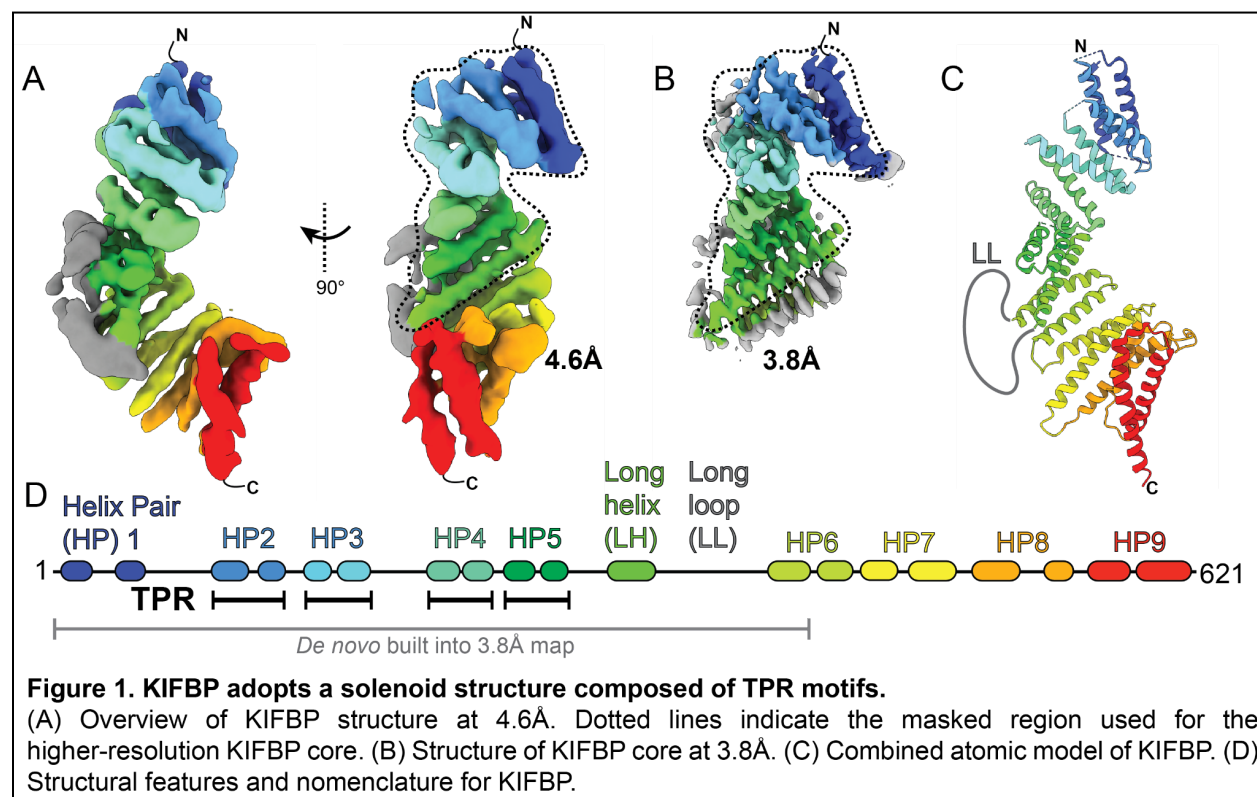 A
N
N
B
N
C
N
90°
4.6Å
3.8Å
LL
C
C
D
Helix Pair
(HP) 1
HP2
HP3
HP4
HP5
Long
helix
(LH)
Long
loop
(LL)
HP6
HP7
HP8
HP9
1
621
TPR
De novo built into 3.8Å map
Figure 1. KIFBP adopts a solenoid structure composed of TPR motifs.
(A) Overview of KIFBP structure at 4.6Å. Dotted lines indicate the masked region used for the
higher-resolution KIFBP core. (B) Structure of KIFBP core at 3.8Å. (C) Combined atomic model of KIFBP. (D)
Structural features and nomenclature for KIFBP.